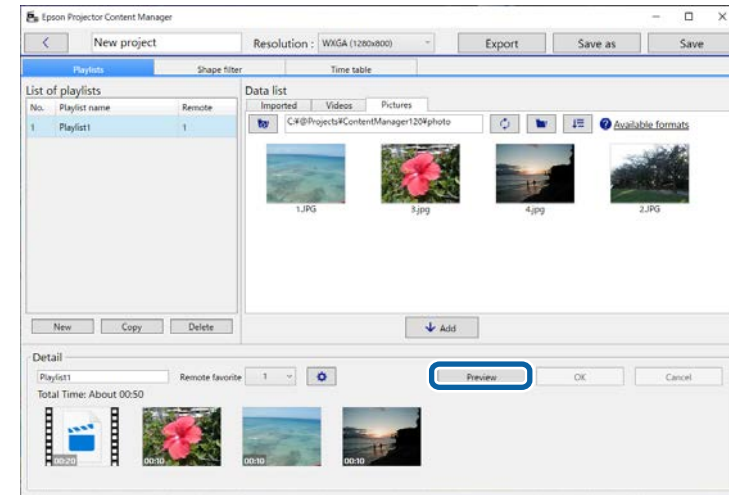 Epson Projector Content Manager
New project Resolution : WXGA (1280x800) Export Save as Save
Playlists Shape filter Time table
List of playlists Data list
No. Playlist name Remote Imported Videos Pictures
1 Playlist1 1 C:¥@Projects¥ContentManager120¥photo ? Available formats
1.JPG 3.jpg 4.jpg 2.JPG
New Copy Delete Add
Detail
Playlist1 Remote favorite 1 Preview OK Cancel
Total Time: About 00:50
00:20 00:10 00:10 00:10